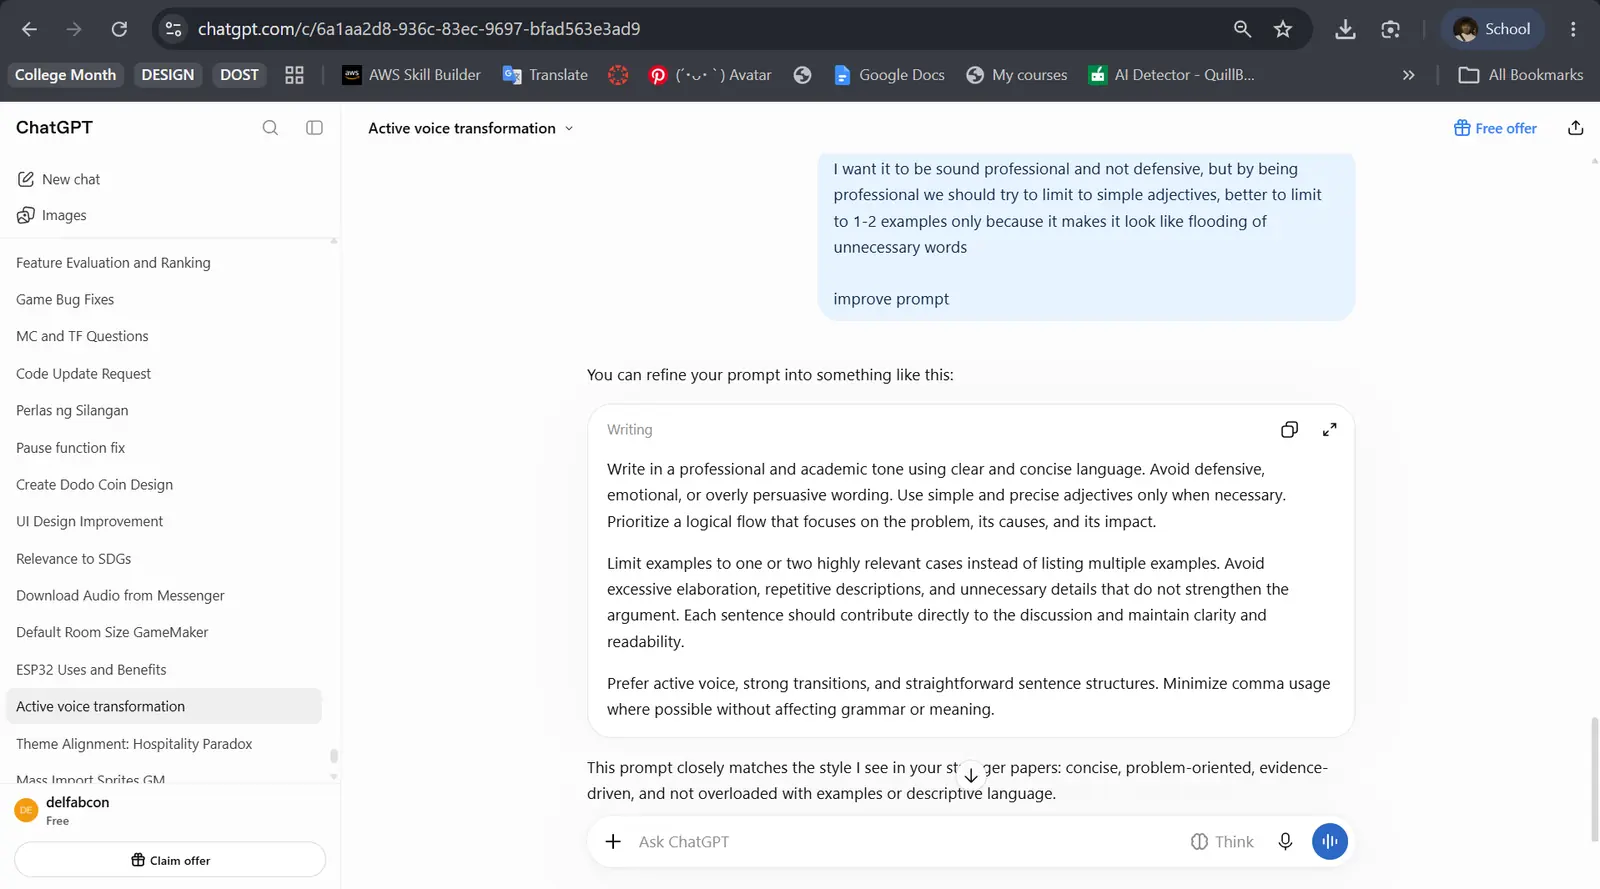 chatgpt.com/c/6a1aa2d8-936c-83ec-9697-bfad563e3ad9
School
College Month
DESIGN
DOST
aws
AWS Skill Builder
Translate
(´•ᴗ•｀) Avatar
Google Docs
My courses
AI Detector - QuillB...
All Bookmarks
ChatGPT
Active voice transformation
Free offer
New chat
Images
Feature Evaluation and Ranking
Game Bug Fixes
MC and TF Questions
Code Update Request
Perlas ng Silangan
Pause function fix
Create Dodo Coin Design
UI Design Improvement
Relevance to SDGs
Download Audio from Messenger
Default Room Size GameMaker
ESP32 Uses and Benefits
Active voice transformation
Theme Alignment: Hospitality Paradox
Mass Import Sprites GM
DE
delfabcon
Free
Claim offer
I want it to be sound professional and not defensive, but by being
professional we should try to limit to simple adjectives, better to limit
to 1-2 examples only because it makes it look like flooding of
unnecessary words
improve prompt
You can refine your prompt into something like this:
Writing
Write in a professional and academic tone using clear and concise language. Avoid defensive,
emotional, or overly persuasive wording. Use simple and precise adjectives only when necessary.
Prioritize a logical flow that focuses on the problem, its causes, and its impact.
Limit examples to one or two highly relevant cases instead of listing multiple examples. Avoid
excessive elaboration, repetitive descriptions, and unnecessary details that do not strengthen the
argument. Each sentence should contribute directly to the discussion and maintain clarity and
readability.
Prefer active voice, strong transitions, and straightforward sentence structures. Minimize comma usage
where possible without affecting grammar or meaning.
This prompt closely matches the style I see in your stronger papers: concise, problem-oriented, evidence-
driven, and not overloaded with examples or descriptive language.
Ask ChatGPT
Think